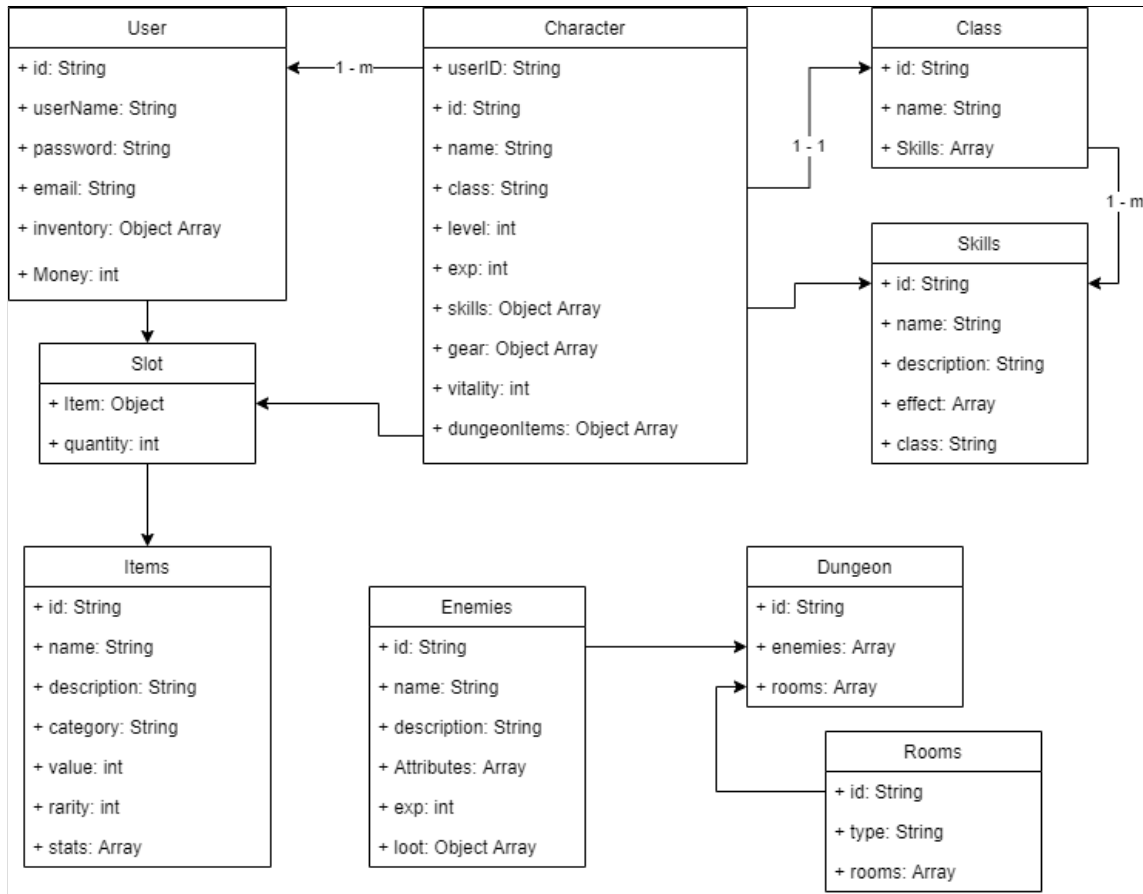 User
+ id: String
+ userName: String
+ password: String
+ email: String
+ inventory: Object Array
+ Money: int
1 - m
Character
+ userID: String
+ id: String
+ name: String
+ class: String
+ level: int
+ exp: int
+ skills: Object Array
+ gear: Object Array
+ vitality: int
+ dungeonItems: Object Array
1 - 1
Class
+ id: String
+ name: String
+ Skills: Array
1 - m
Skills
+ id: String
+ name: String
+ description: String
+ effect: Array
+ class: String
Slot
+ Item: Object
+ quantity: int
Items
+ id: String
+ name: String
+ description: String
+ category: String
+ value: int
+ rarity: int
+ stats: Array
Enemies
+ id: String
+ name: String
+ description: String
+ Attributes: Array
+ exp: int
+ loot: Object Array
Dungeon
+ id: String
+ enemies: Array
+ rooms: Array
Rooms
+ id: String
+ type: String
+ rooms: Array